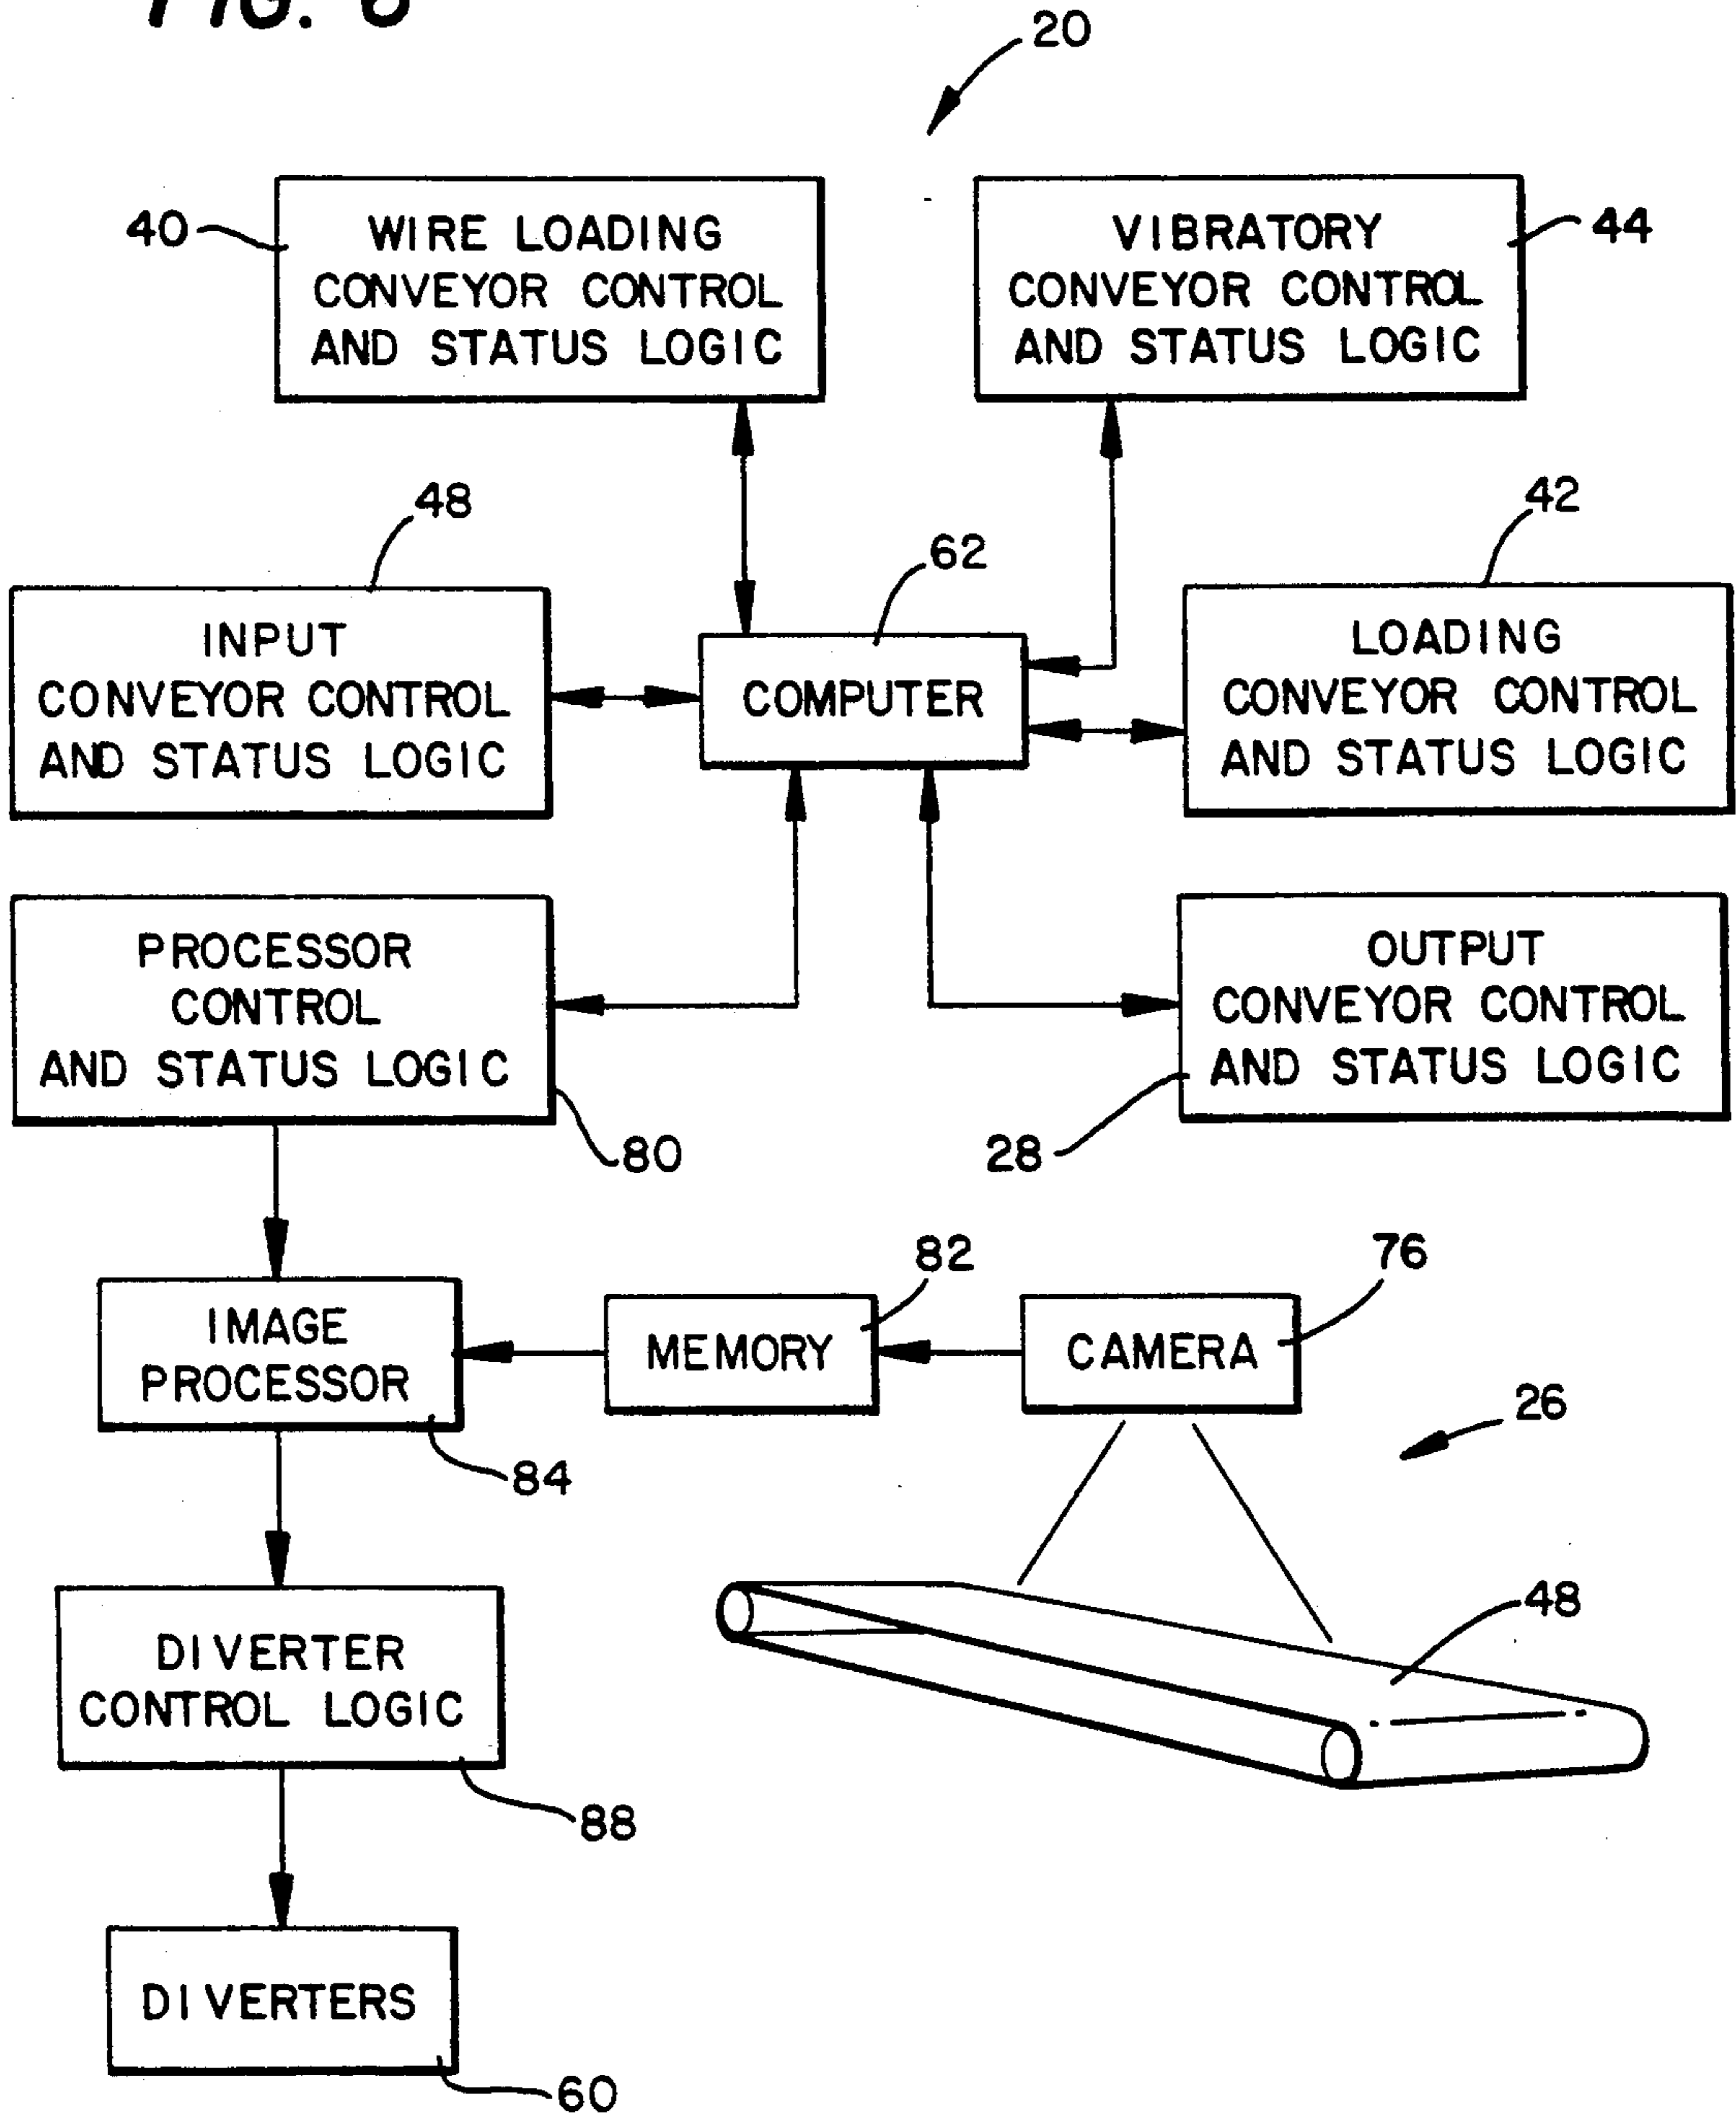 FIG.
20
40
WIRE LOADING
CONVEYOR CONTROL
AND STATUS LOGIC
VIBRATORY
CONVEYOR CONTROL
AND STATUS LOGIC
44
48
62
42
INPUT
CONVEYOR CONTROL
AND STATUS LOGIC
COMPUTER
LOADING
CONVEYOR CONTROL
AND STATUS LOGIC
PROCESSOR
CONTROL
AND STATUS LOGIC
80
OUTPUT
CONVEYOR CONTROL
AND STATUS LOGIC
28
IMAGE
PROCESSOR
84
82
MEMORY
76
CAMERA
26
48
DIVERTER
CONTROL LOGIC
88
DIVERTERS
60